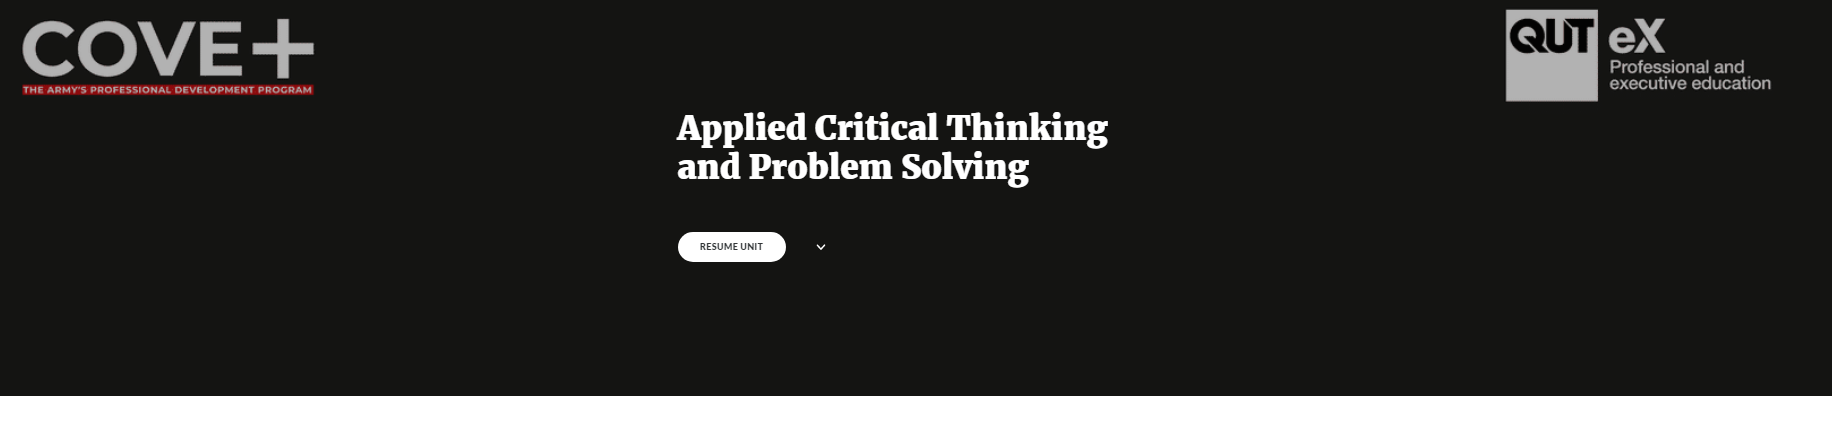 COVE+
THE ARMY'S PROFESSIONAL DEVELOPMENT PROGRAM
QUT eX
Professional and
executive education
Applied Critical Thinking
and Problem Solving
RESUME UNIT